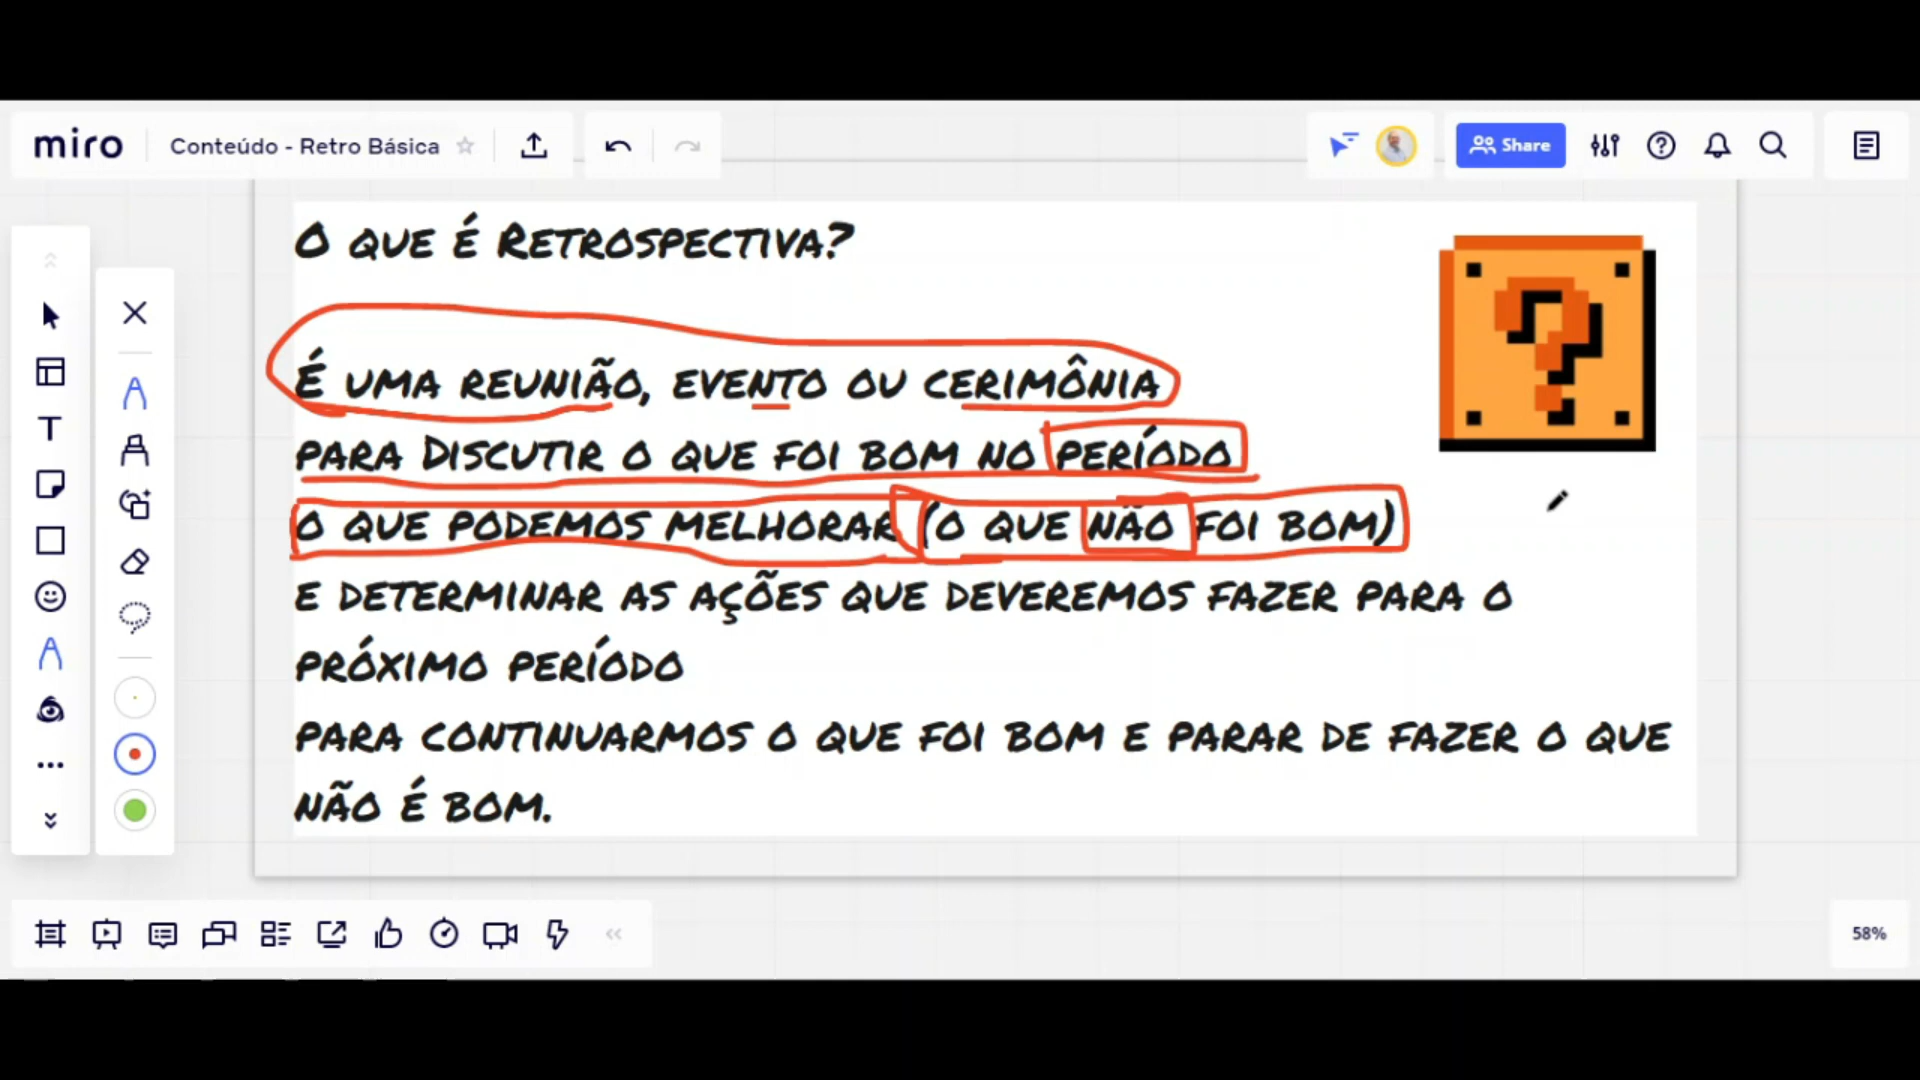 miro
Conteúdo - Retro Básica
Share
O QUE É RETROSPECTIVA?
É UMA REUNIÃO, EVENTO OU CERIMÔNIA
PARA DISCUTIR O QUE FOI BOM NO PERÍODO
O QUE PODEMOS MELHORAR (O QUE NÃO FOI BOM)
E DETERMINAR AS AÇÕES QUE DEVEREMOS FAZER PARA O
PRÓXIMO PERÍODO
PARA CONTINUARMOS O QUE FOI BOM E PARAR DE FAZER O QUE
NÃO É BOM.
58%